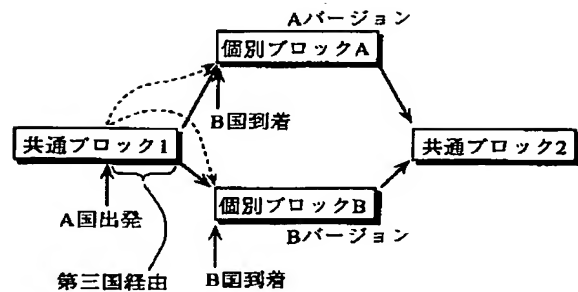 Aバージョン
個別ブロックA
B国到着
共通ブロック1
共通ブロック2
A国出発
個別ブロックB
Bバージョン
第三国経由
B国到着